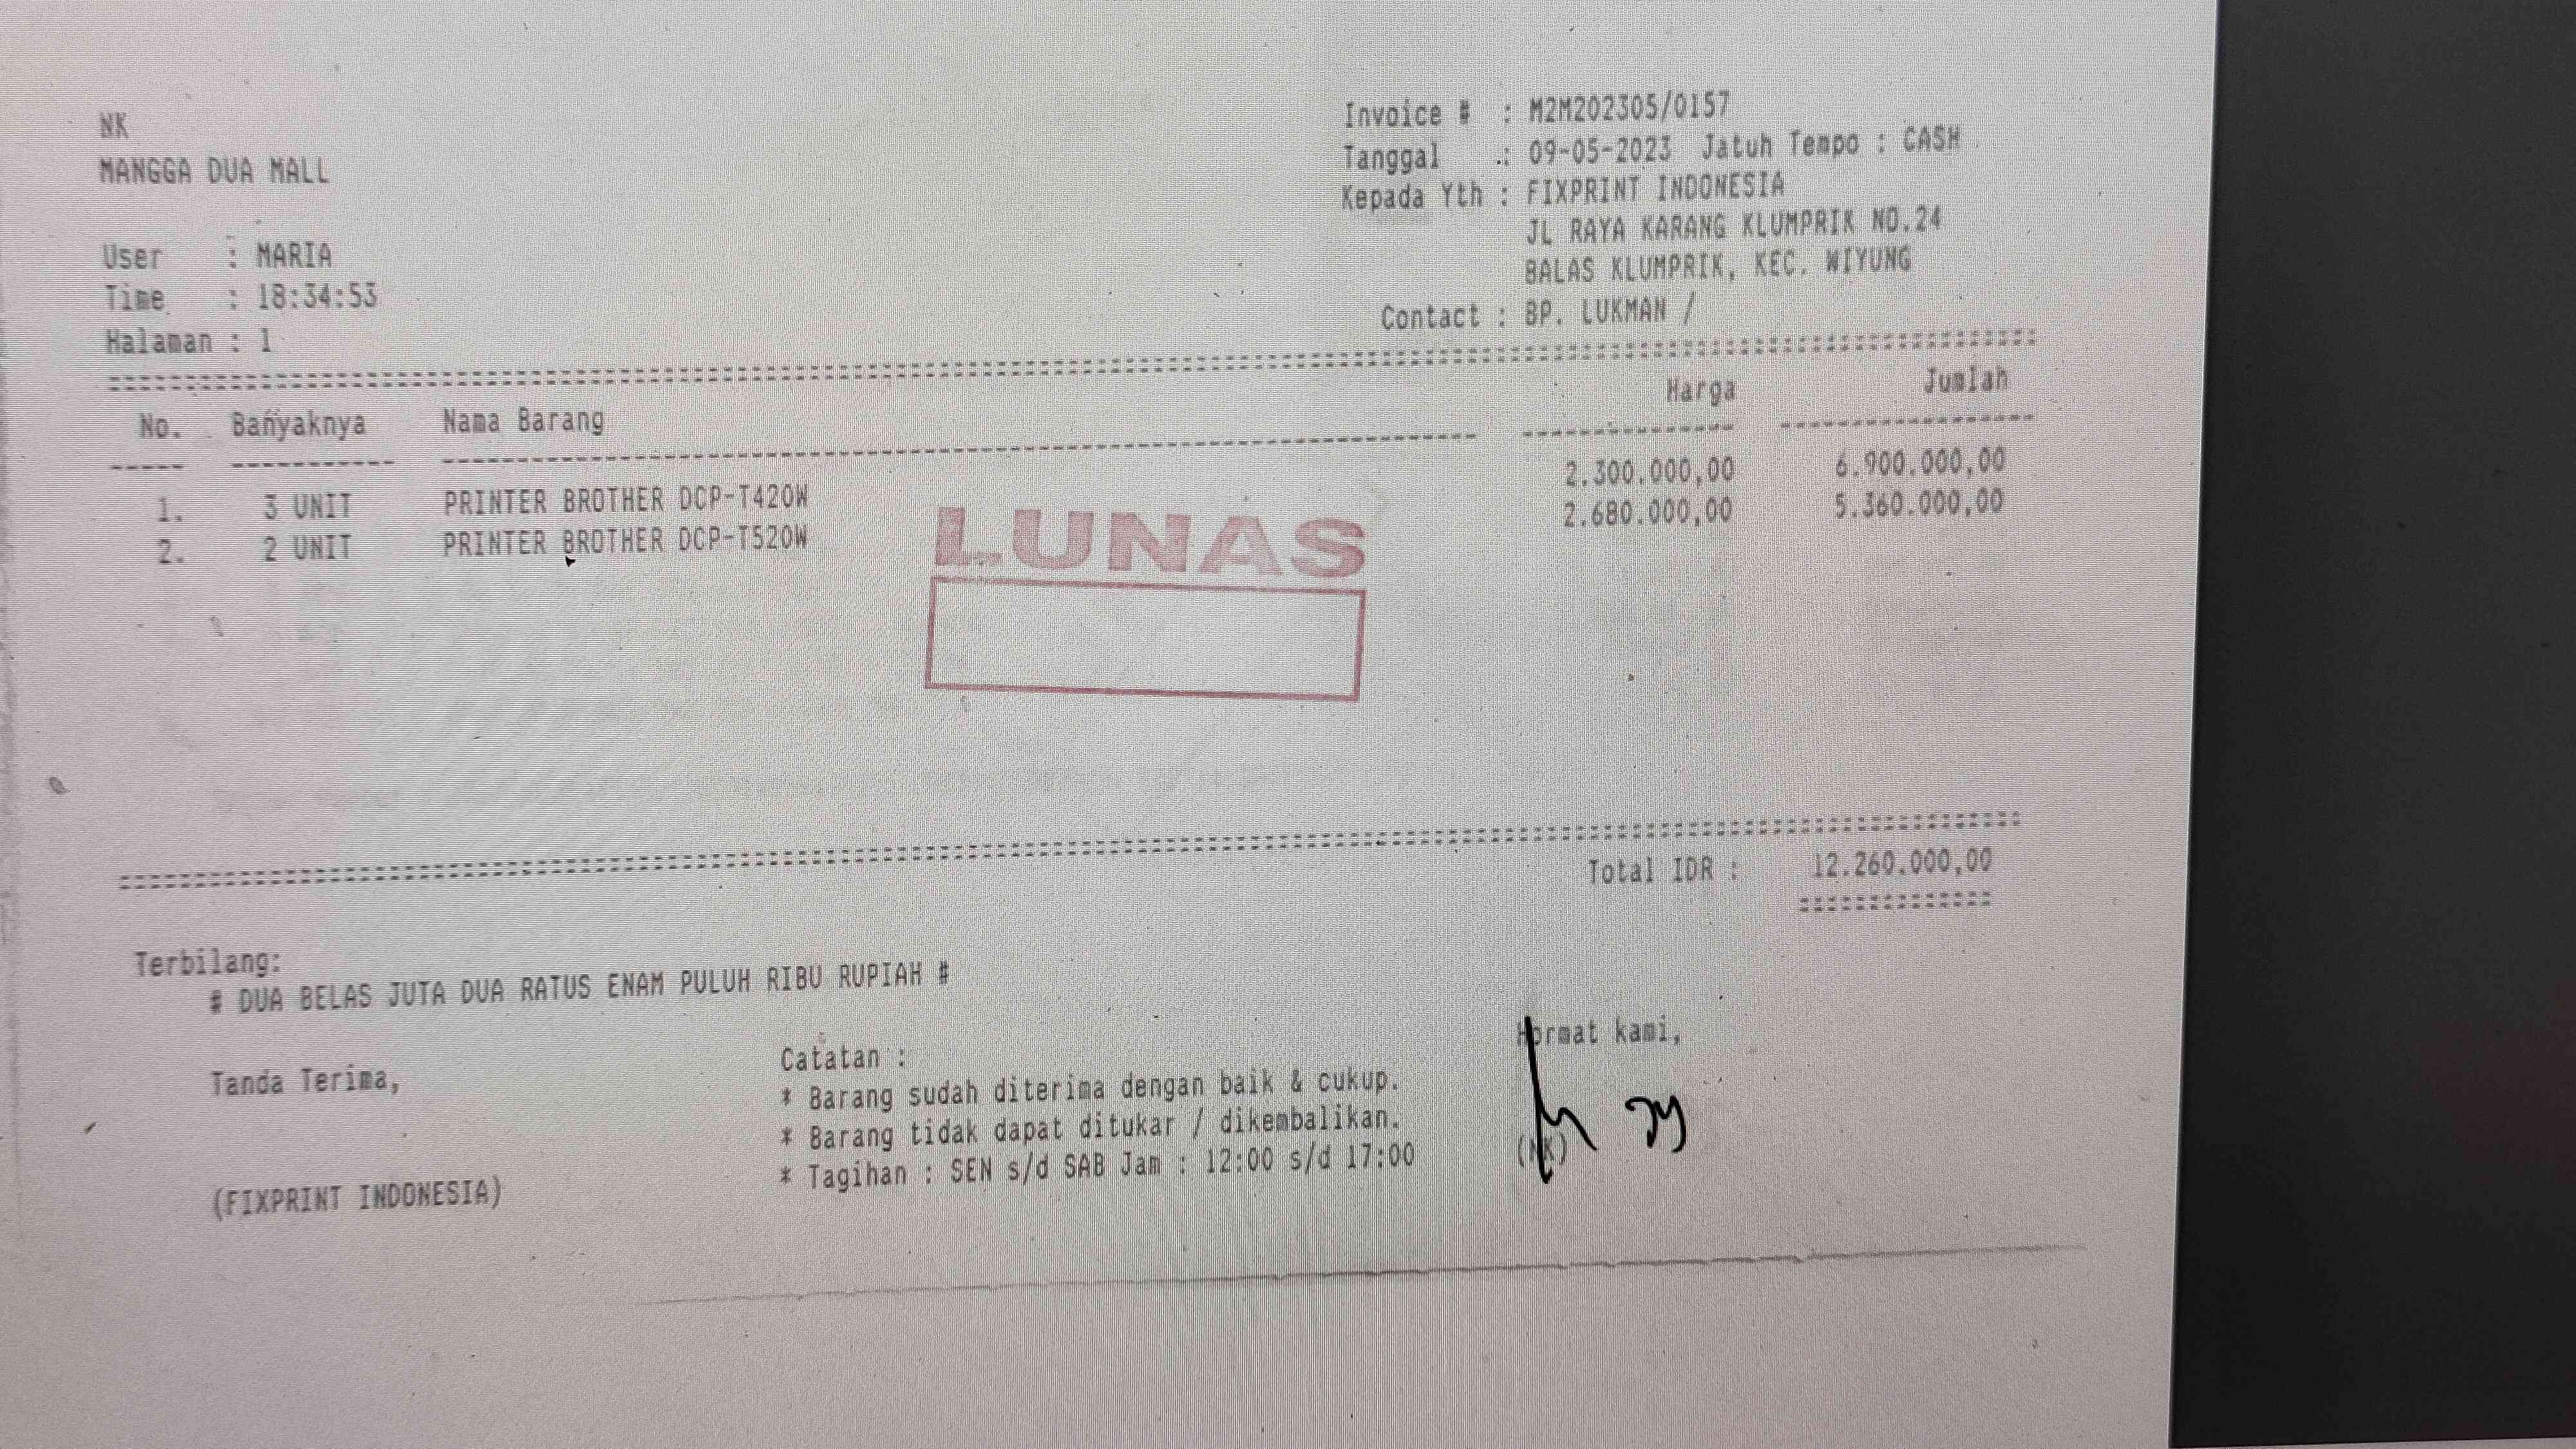 NK
MANGGA DUA MALL
User : MARIA
Time : 18:34:53
Halaman : 1
Invoice # : M2M202305/0157
Tanggal : 09-05-2023 Jatuh Tempo : CASH
Kepada Yth : FIXPRINT INDONESIA
JL RAYA KARANG KLUMPRIK NO.24
BALAS KLUMPRIK, KEC. WIYUNG
Contact : BP. LUKMAN /
No. Banyaknya Nama Barang Harga Jumlah
1. 3 UNIT PRINTER BROTHER DCP-T420W 2.300.000,00 6.900.000,00
2. 2 UNIT PRINTER BROTHER DCP-T520W 2.680.000,00 5.360.000,00
LUNAS
Total IDR : 12.260.000,00
Terbilang:
# DUA BELAS JUTA DUA RATUS ENAM PULUH RIBU RUPIAH #
Tanda Terima,
(FIXPRINT INDONESIA)
Catatan :
* Barang sudah diterima dengan baik & cukup.
* Barang tidak dapat ditukar / dikembalikan.
* Tagihan : SEN s/d SAB Jam : 12:00 s/d 17:00
Hormat kami,
(NK)